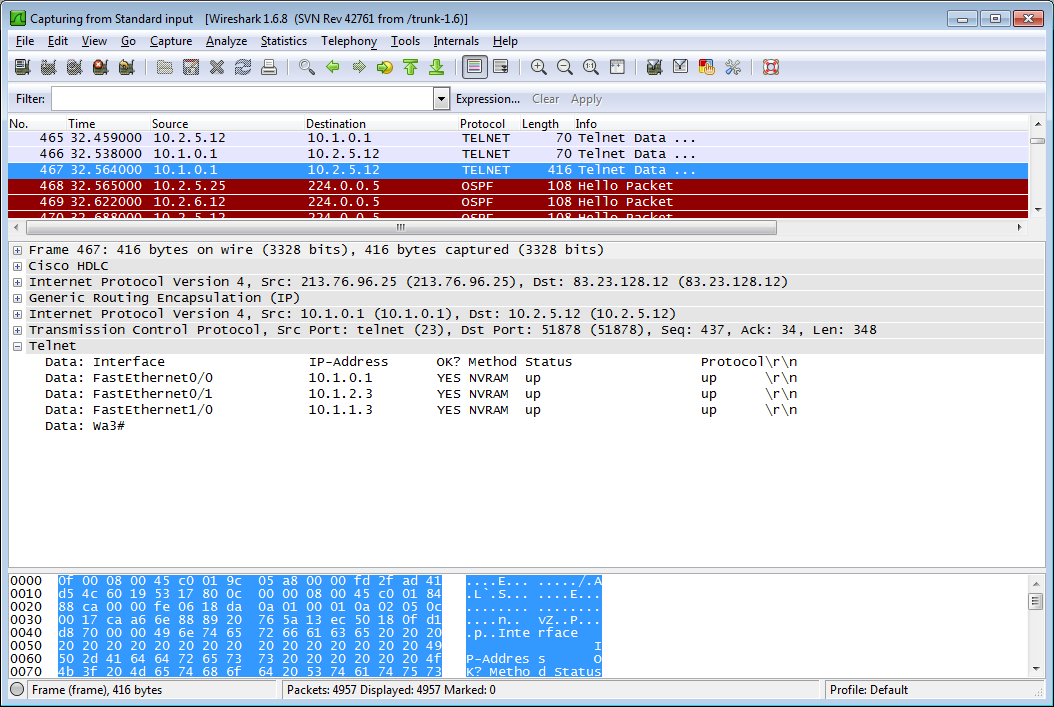 Capturing from Standard input [Wireshark 1.6.8 (SVN Rev 42761 from /trunk-1.6)]
File Edit View Go Capture Analyze Statistics Telephony Tools Internals Help
Filter: Expression... Clear Apply
No. Time Source Destination Protocol Length Info
465 32.459000 10.2.5.12 10.1.0.1 TELNET 70 Telnet Data ...
466 32.538000 10.1.0.1 10.2.5.12 TELNET 70 Telnet Data ...
467 32.564000 10.1.0.1 10.2.5.12 TELNET 416 Telnet Data ...
468 32.565000 10.2.5.25 224.0.0.5 OSPF 108 Hello Packet
469 32.622000 10.2.6.12 224.0.0.5 OSPF 108 Hello Packet
470 32.688000 10.2.5.12 224.0.0.5 OSPF 108 Hello Packet
Frame 467: 416 bytes on wire (3328 bits), 416 bytes captured (3328 bits)
Cisco HDLC
Internet Protocol Version 4, Src: 213.76.96.25 (213.76.96.25), Dst: 83.23.128.12 (83.23.128.12)
Generic Routing Encapsulation (IP)
Internet Protocol Version 4, Src: 10.1.0.1 (10.1.0.1), Dst: 10.2.5.12 (10.2.5.12)
Transmission Control Protocol, Src Port: telnet (23), Dst Port: 51878 (51878), Seq: 437, Ack: 34, Len: 348
Telnet
Data: Interface IP-Address OK? Method Status Protocol\r\n
Data: FastEthernet0/0 10.1.0.1 YES NVRAM up up \r\n
Data: FastEthernet0/1 10.1.2.3 YES NVRAM up up \r\n
Data: FastEthernet1/0 10.1.1.3 YES NVRAM up up \r\n
Data: Wa3#
0000 0f 00 08 00 45 c0 01 9c 05 a8 00 00 fd 2f ad 41 ....E... ...../.A
0010 d5 4c 60 19 53 17 80 0c 00 00 08 00 45 c0 01 84 .L`.S... ....E...
0020 88 ca 00 00 fe 06 18 da 0a 01 00 01 0a 02 05 0c ........ ........
0030 00 17 ca a6 6e 88 89 20 76 5a 13 ec 50 18 0f d1 ....n.. vZ..P...
0040 d8 70 00 00 49 6e 74 65 72 66 61 63 65 20 20 20 .p..Inte rface
0050 20 20 20 20 20 20 20 20 20 20 20 20 20 20 20 49 I
0060 50 2d 41 64 64 72 65 73 73 20 20 20 20 20 20 4f P-Addres s O
0070 4b 3f 20 4d 65 74 68 6f 64 20 53 74 61 74 75 73 K? Metho d Status
Frame (frame), 416 bytes Packets: 4957 Displayed: 4957 Marked: 0 Profile: Default